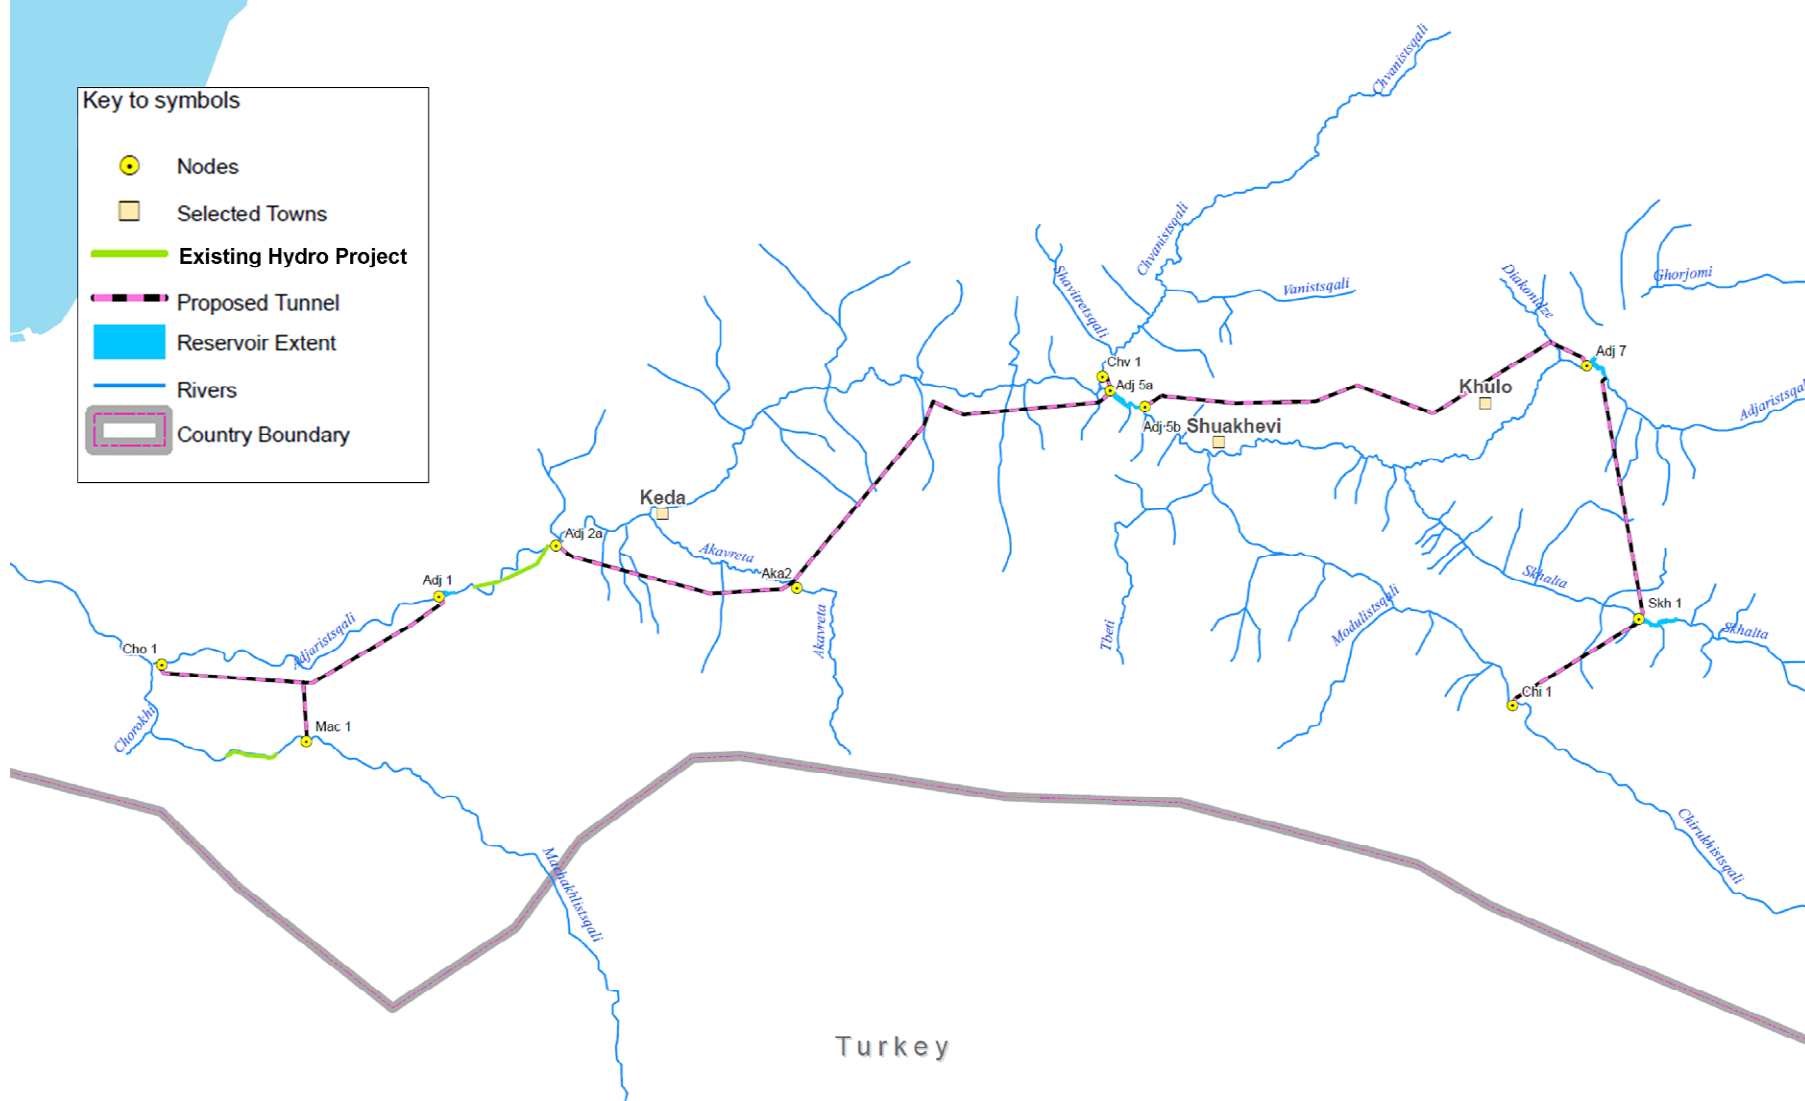 Key to symbols
Nodes
Selected Towns
Existing Hydro Project
Proposed Tunnel
Reservoir Extent
Rivers
Country Boundary
Chvanistsqali
Chvanistsqali
Shavitretsqali
Vanistsqali
Diakonidze
Ghorjomi
Chv 1
Adj 5a
Adj 7
Khulo
Adjaristsqali
Adj 5b
Shuakhevi
Keda
Adj 2a
Akavreta
Aka2
Adj 1
Skhalta
Modulistsqali
Skh 1
Skhalta
Akavreta
Tbeti
Adjaristsqali
Cho 1
Chi 1
Chorokhi
Mac 1
Chirukhistsqali
Machakhlistsqali
Turkey